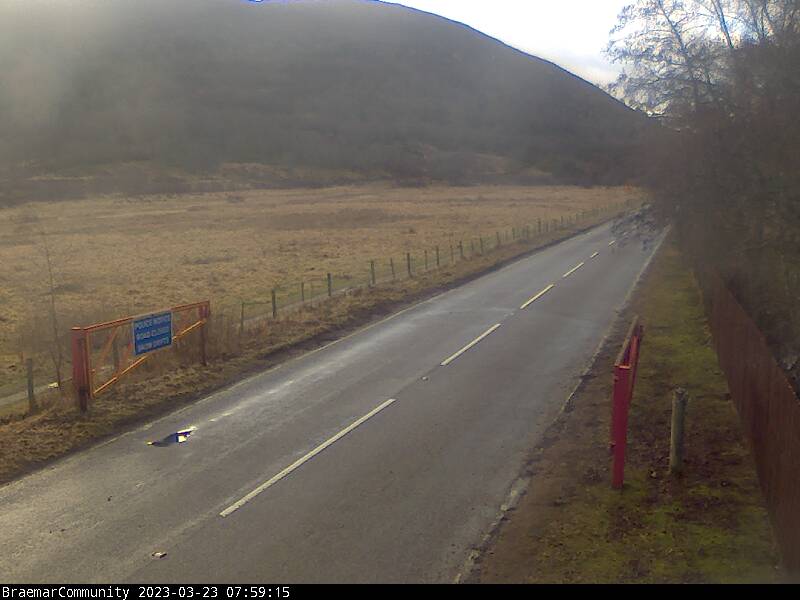 POLICE NOTICE
ROAD CLOSED
SNOW DRIFTS
BraemarCommunity 2023-03-23 07:59:15